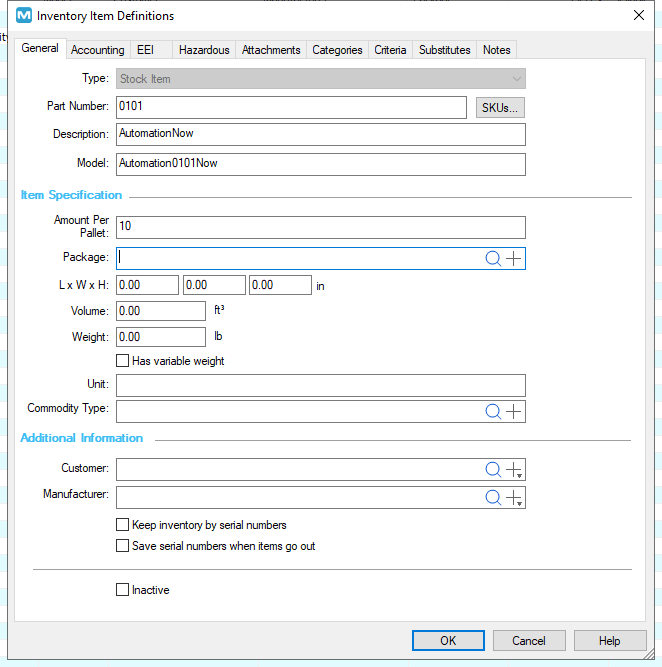 Inventory Item Definitions
General Accounting EEI Hazardous Attachments Categories Criteria Substitutes Notes
Type: Stock Item
Part Number: 0101 SKUs...
Description: AutomationNow
Model: Automation0101Now
Item Specification
Amount Per
Pallet: 10
Package:
L x W x H: 0.00 0.00 0.00 in
Volume: 0.00 ft³
Weight: 0.00 lb
Has variable weight
Unit:
Commodity Type:
Additional Information
Customer:
Manufacturer:
Keep inventory by serial numbers
Save serial numbers when items go out
Inactive
OK Cancel Help